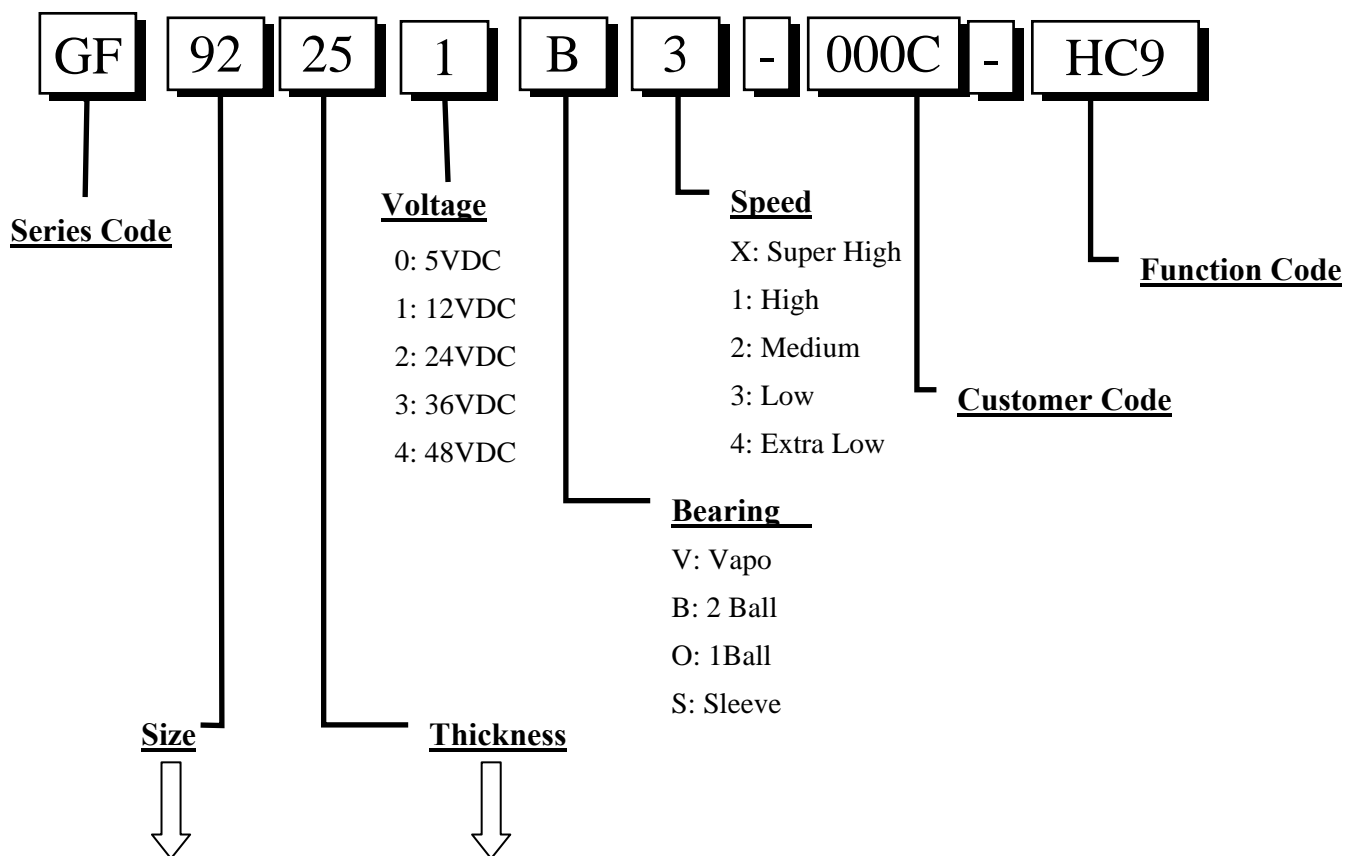 GF 92 25 1 B 3 - 000C - HC9
Series Code
Voltage
0: 5VDC
1: 12VDC
2: 24VDC
3: 36VDC
4: 48VDC
Speed
X: Super High
1: High
2: Medium
3: Low
4: Extra Low
Function Code
Customer Code
Bearing
V: Vapo
B: 2 Ball
O: 1Ball
S: Sleeve
Size
Thickness